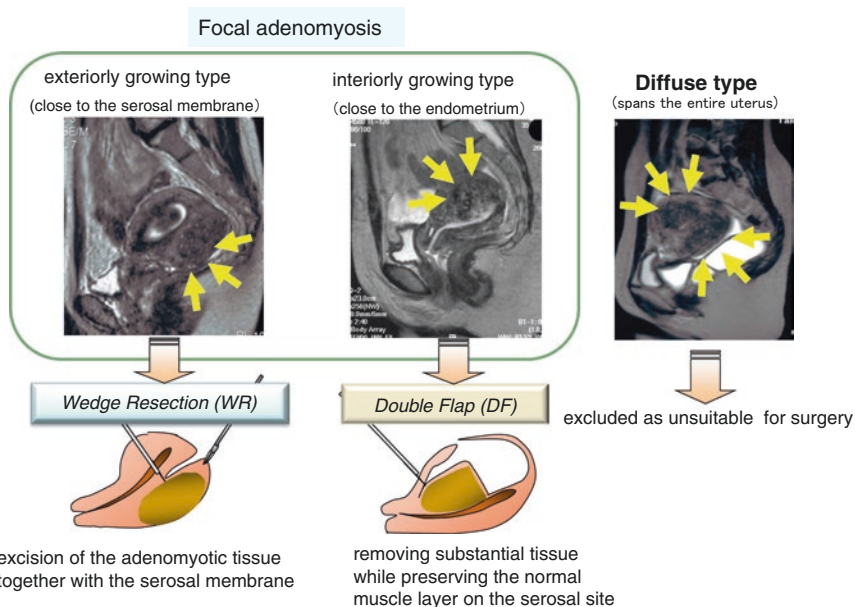 Focal adenomyosis
exteriorly growing type
(close to the serosal membrane)
interiorly growing type
(close to the endometrium)
Diffuse type
(spans the entire uterus)
Wedge Resection (WR)
Double Flap (DF)
excluded as unsuitable for surgery
excision of the adenomyotic tissue
together with the serosal membrane
removing substantial tissue
while preserving the normal
muscle layer on the serosal site